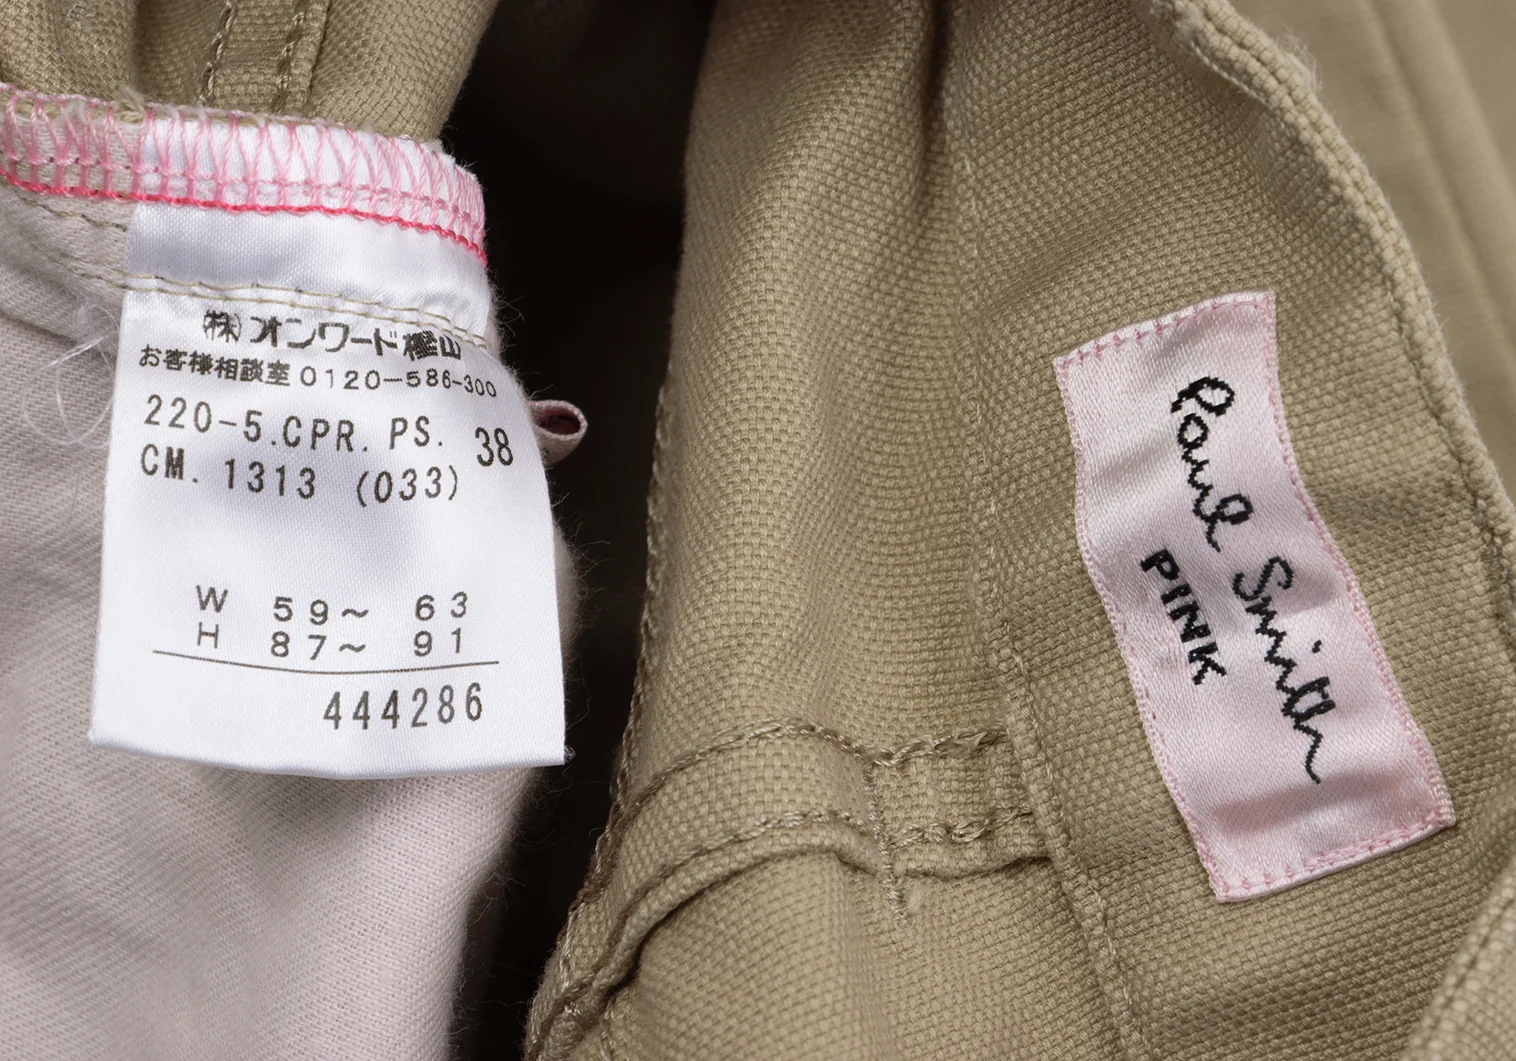 ㈱オンワード樫山
お客様相談室 0120-586-300
220-5.CPR. PS. 38
CM. 1313 (033)
W 59~ 63
H 87~ 91
444286
Paul Smith
PINK